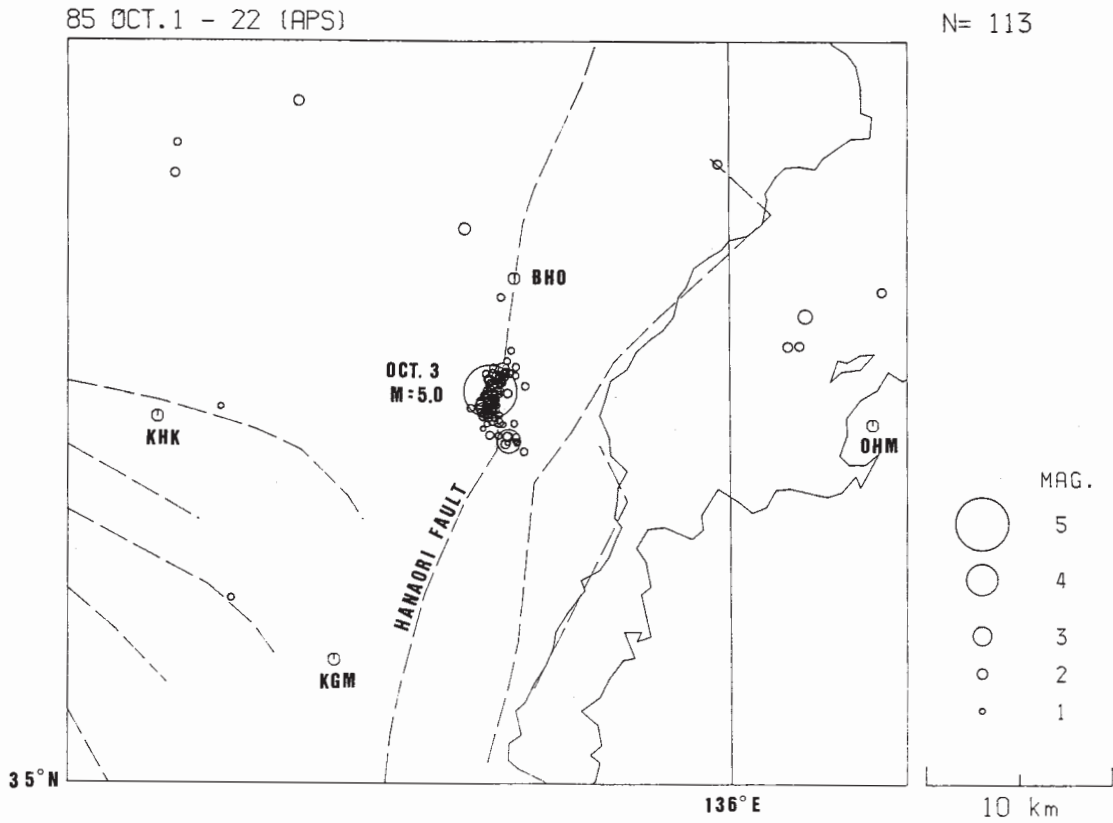 85 OCT.1 - 22 (APS)
N= 113
BHO
OCT. 3
M=5.0
KHK
OHM
MAG.
5
4
3
2
1
HANAORI FAULT
KGM
35°N
136°E
10 km